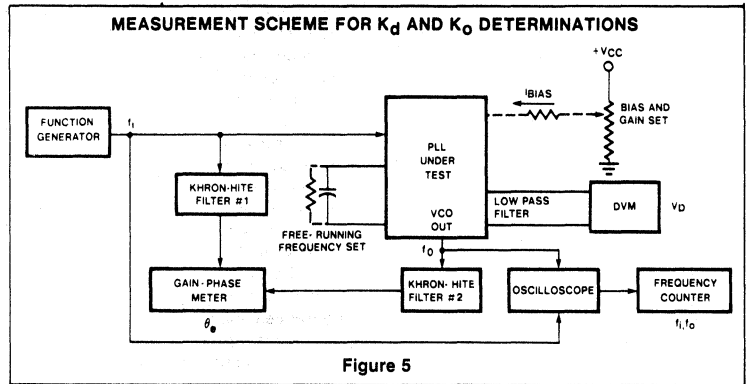 MEASUREMENT SCHEME FOR Kd AND Ko DETERMINATIONS
+VCC
IBIAS
BIAS AND
GAIN SET
FUNCTION
GENERATOR
fi
PLL
UNDER
TEST
KHRON-HITE
FILTER #1
FREE-RUNNING
FREQUENCY SET
VCO
OUT
LOW PASS
FILTER
DVM
VD
fo
GAIN-PHASE
METER
KHRON-HITE
FILTER #2
OSCILLOSCOPE
FREQUENCY
COUNTER
θe
fi,fo
Figure 5